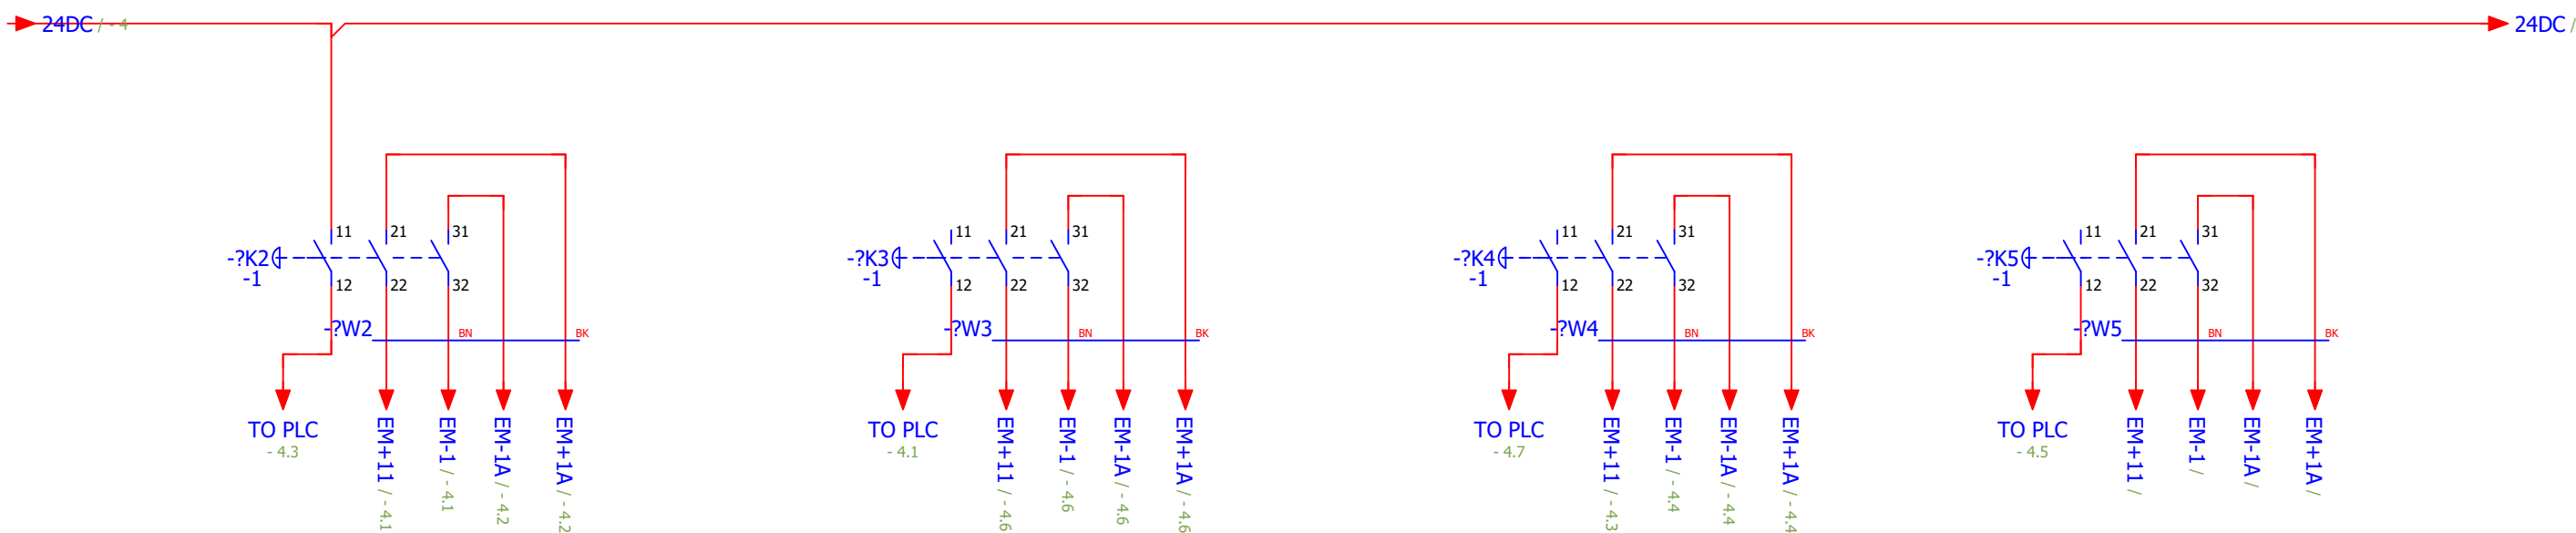 24DC / - 4
24DC /
11 21 31
-?K2
-1
12 22 32
-?W2
BN BK
TO PLC
- 4.3
EM+11 / - 4.1
EM-1 / - 4.1
EM-1A / - 4.2
EM+1A / - 4.2
11 21 31
-?K3
-1
12 22 32
-?W3
BN BK
TO PLC
- 4.1
EM+11 / - 4.6
EM-1 / - 4.6
EM-1A / - 4.6
EM+1A / - 4.6
11 21 31
-?K4
-1
12 22 32
-?W4
BN BK
TO PLC
- 4.7
EM+11 / - 4.3
EM-1 / - 4.4
EM-1A / - 4.4
EM+1A / - 4.4
11 21 31
-?K5
-1
12 22 32
-?W5
BN BK
TO PLC
- 4.5
EM+11 /
EM-1 /
EM-1A /
EM+1A /